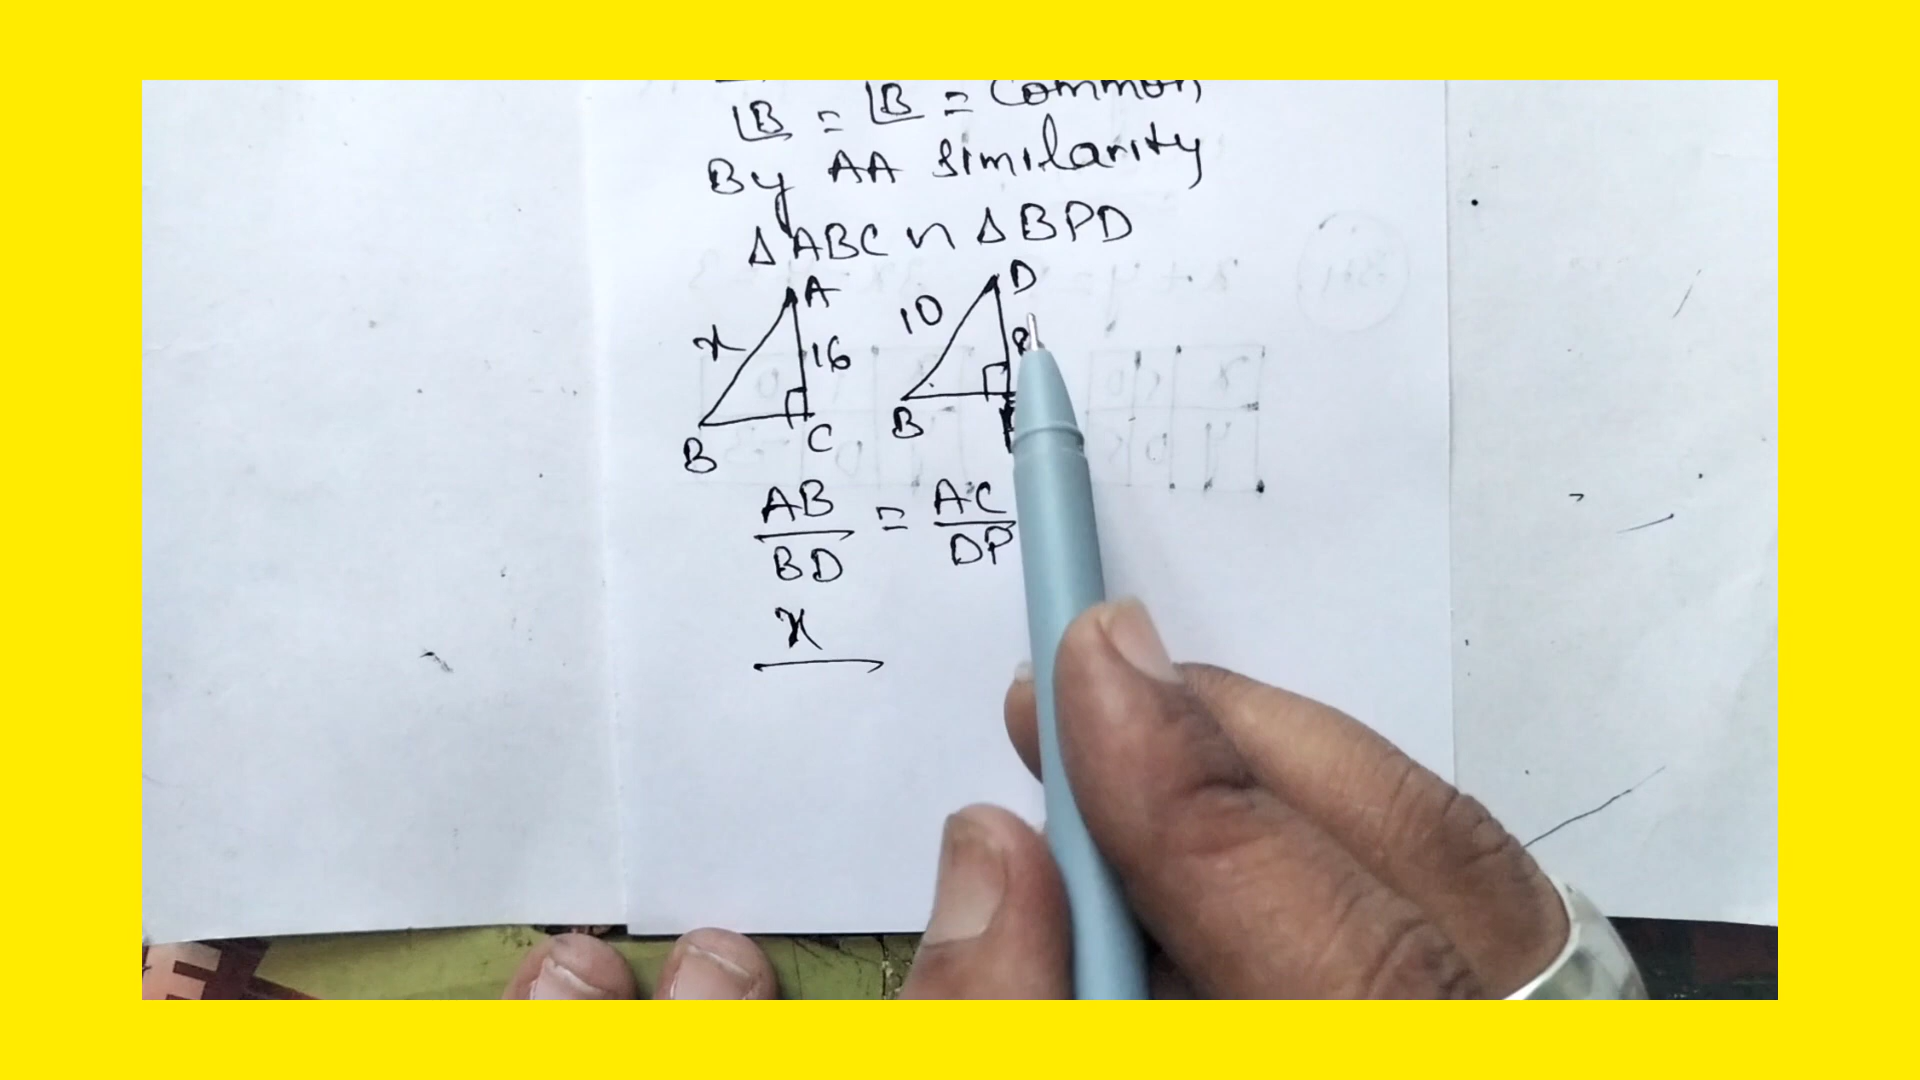 ∠B = ∠B = Common
By AA similarity
Δ ABC ∼ Δ BPD
A D
x 16 10
B C B
AB/BD = AC/DP
x